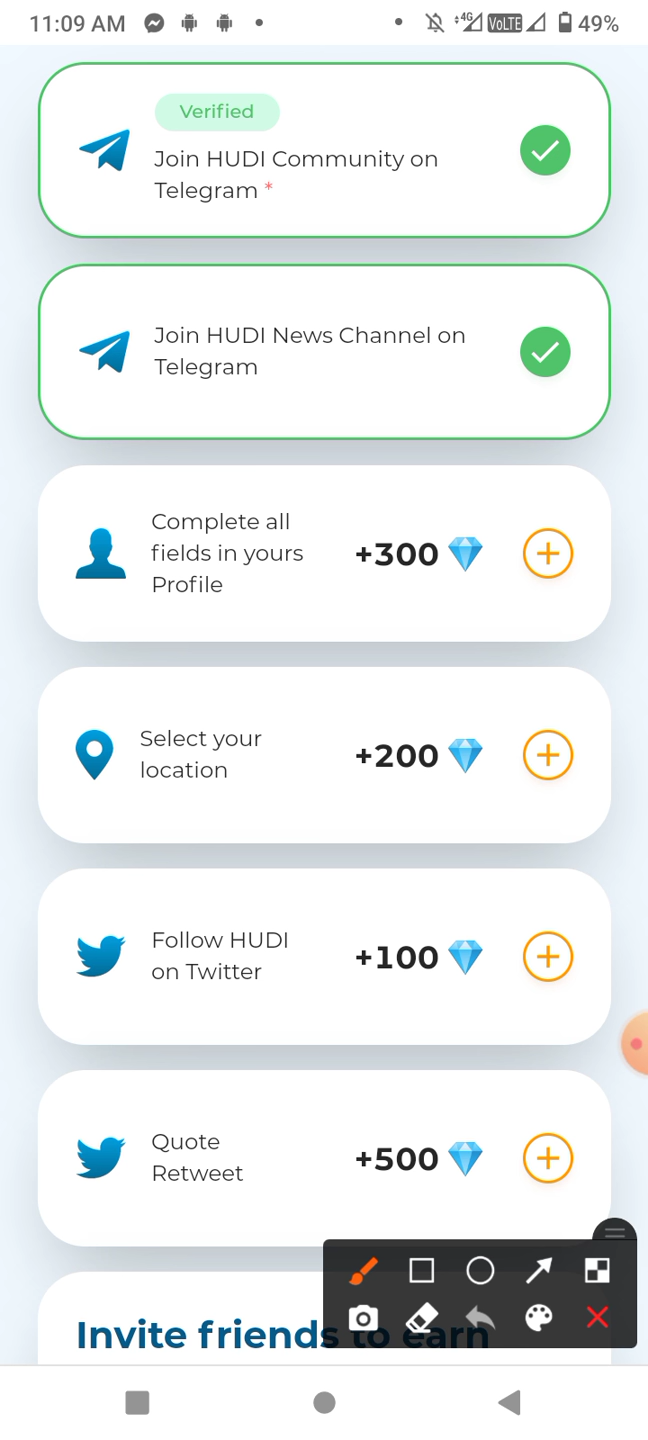 11:09 AM
4G VoLTE 49%
Verified
Join HUDI Community on
Telegram *
Join HUDI News Channel on
Telegram
Complete all
fields in yours
Profile
+300
Select your
location
+200
Follow HUDI
on Twitter
+100
Quote
Retweet
+500
Invite friends to earn